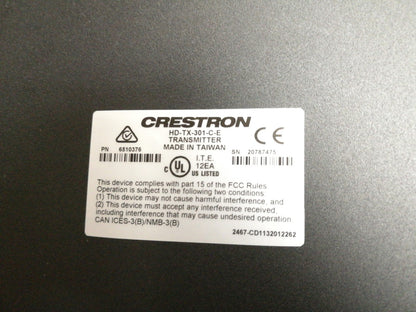 CRESTRON
HD-TX-301-C-E
TRANSMITTER
MADE IN TAIWAN
PN 6510376
SN 20787475
I.T.E.
12EA
C UL US LISTED
This device complies with part 15 of the FCC Rules
Operation is subject to the following two conditions:
(1) This device may not cause harmful interference, and
(2) This device must accept any interference received,
including interference that may cause undesired operation
CAN ICES-3(B)/NMB-3(B)
2467-CD1132012262